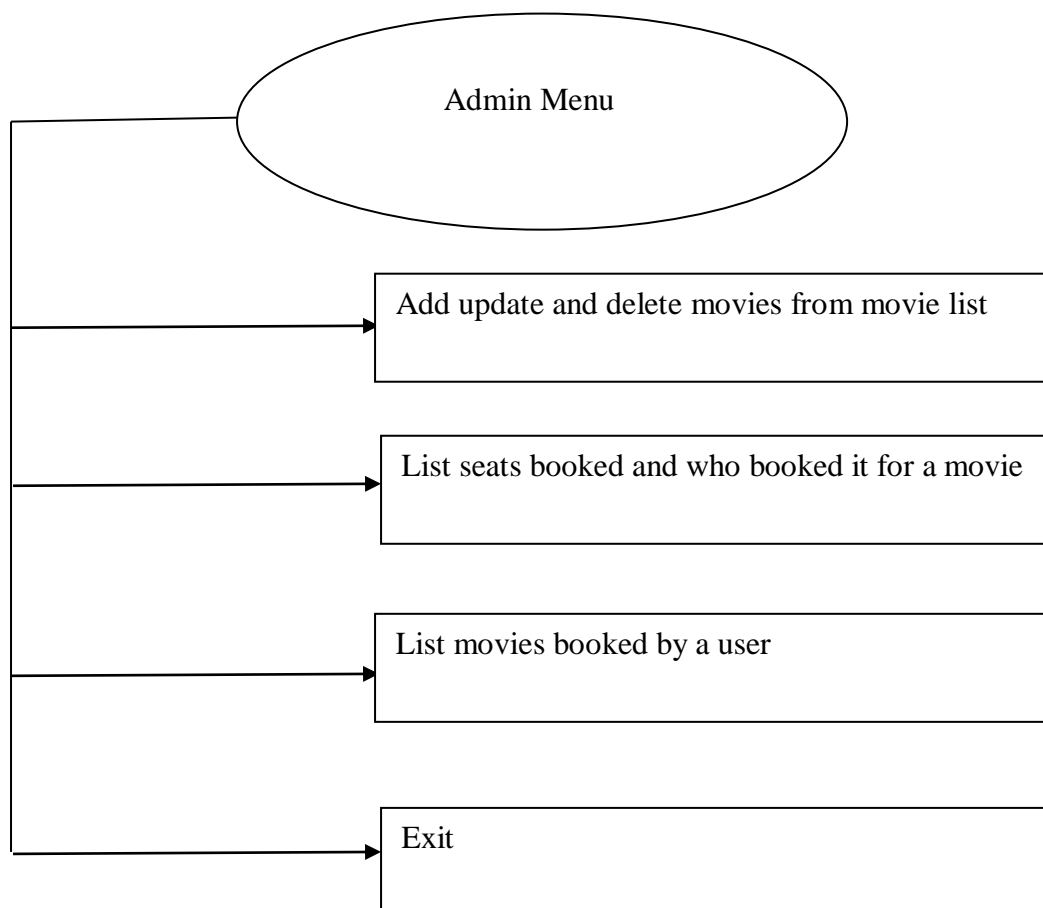 Admin Menu
Add update and delete movies from movie list
List seats booked and who booked it for a movie
List movies booked by a user
Exit